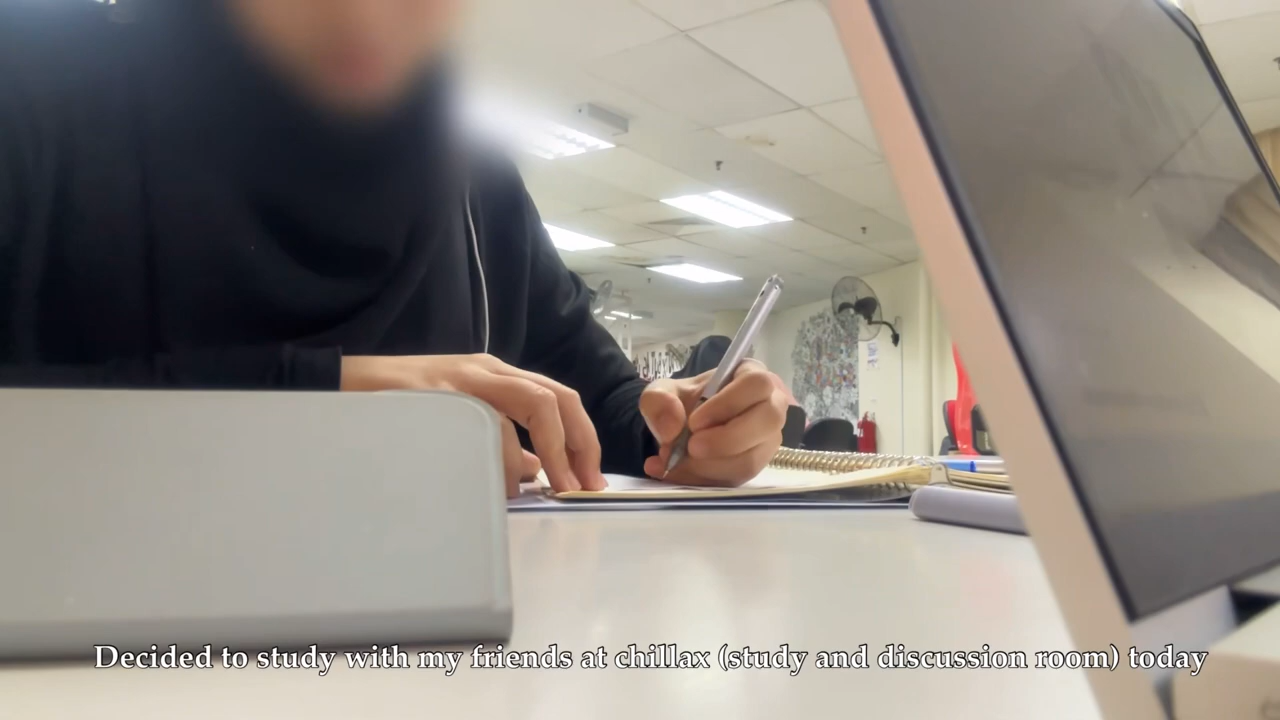 Decided to study with my friends at chillax (study and discussion room) today